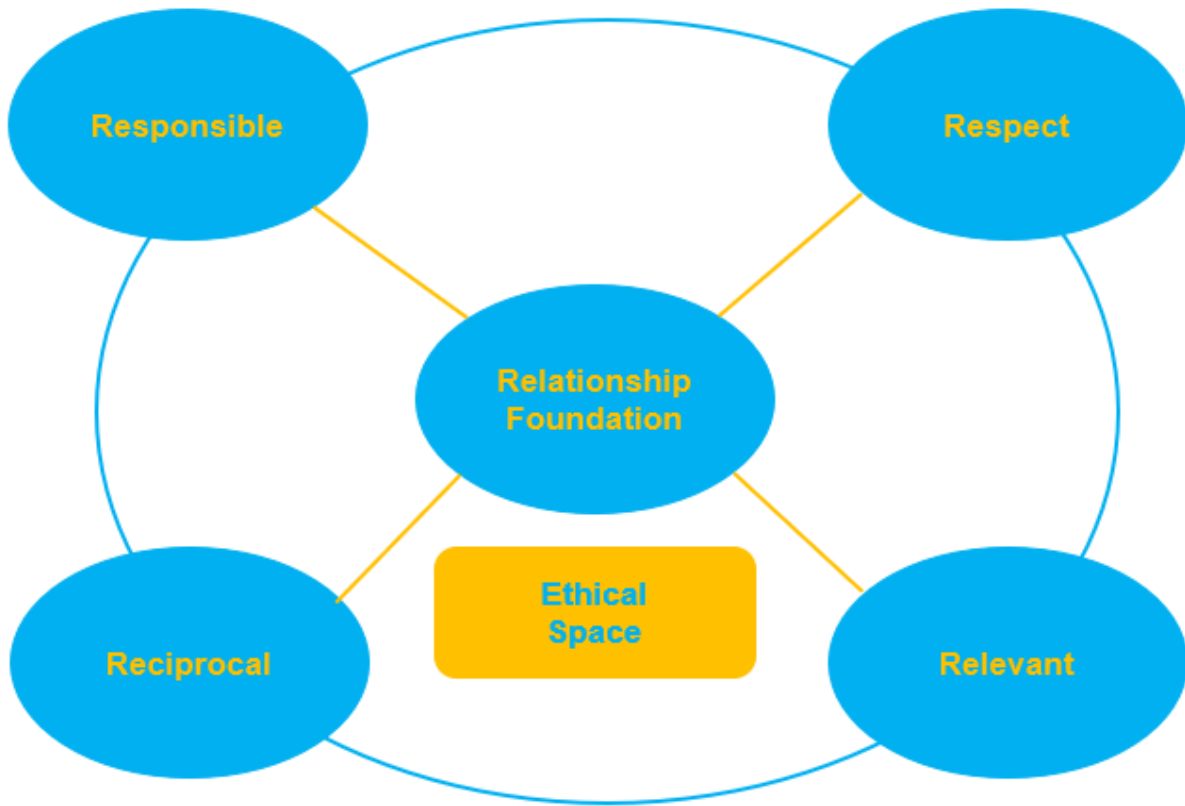 Responsible
Respect
Relationship
Foundation
Ethical
Space
Reciprocal
Relevant